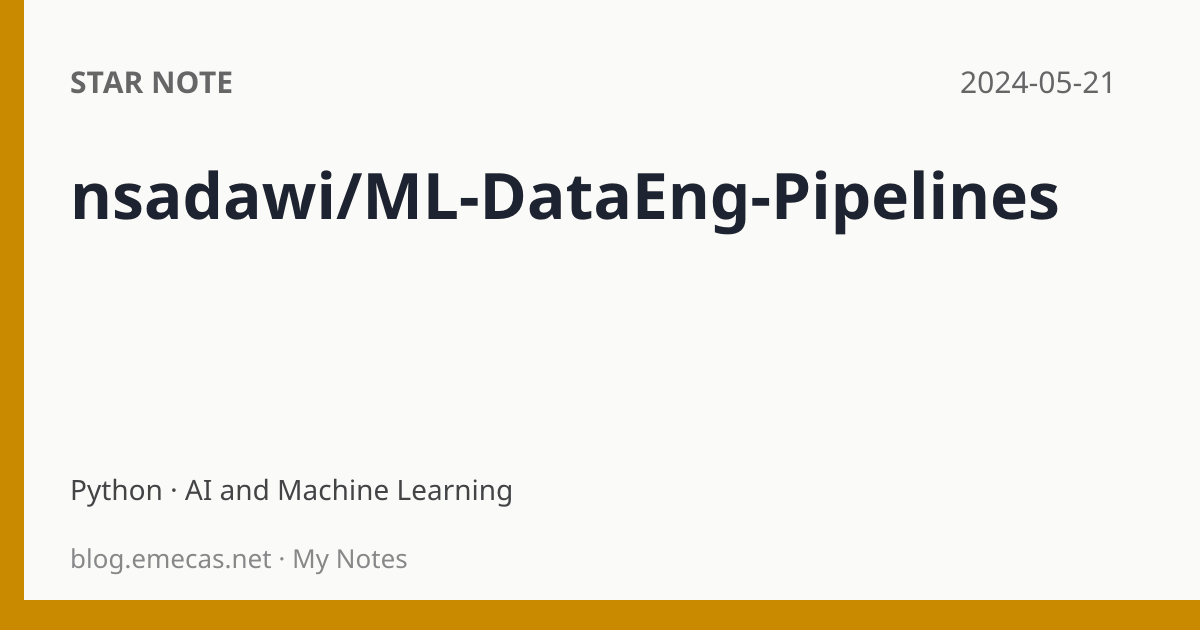 STAR NOTE
2024-05-21
nsadawi/ML-DataEng-Pipelines
Python · AI and Machine Learning
blog.emecas.net · My Notes